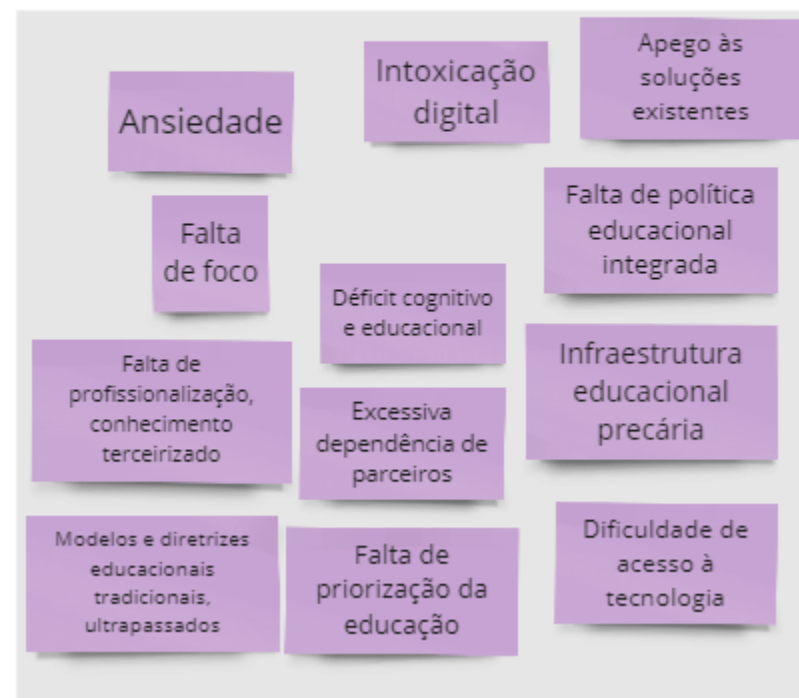 Ansiedade
Intoxicação
digital
Apego às
soluções
existentes
Falta
de foco
Falta de política
educacional
integrada
Déficit cognitivo
e educacional
Falta de
profissionalização,
conhecimento
terceirizado
Excessiva
dependência de
parceiros
Infraestrutura
educacional
precária
Modelos e diretrizes
educacionais
tradicionais,
ultrapassados
Falta de
priorização da
educação
Dificuldade de
acesso à
tecnologia